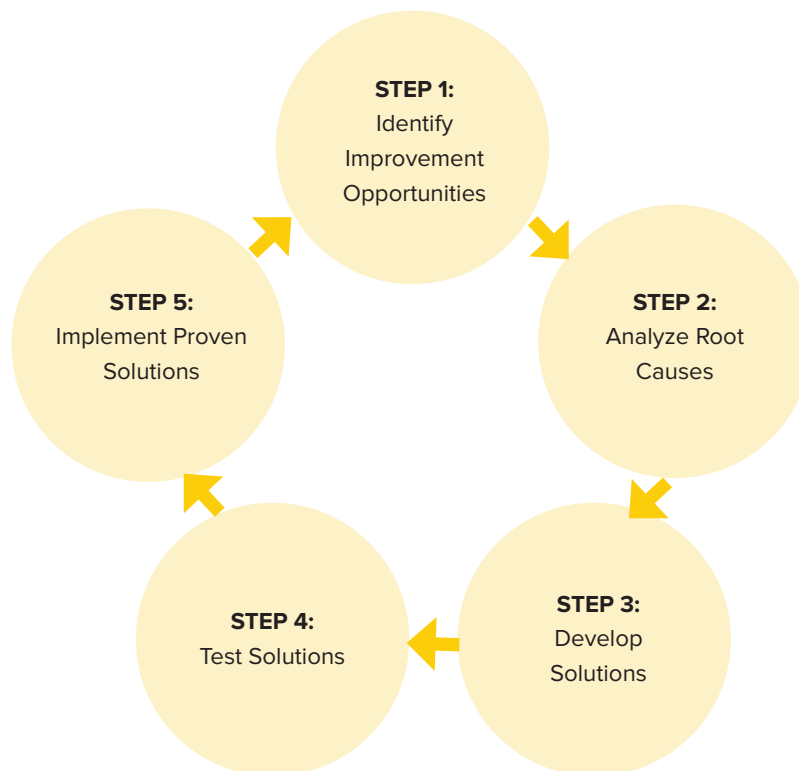 STEP 1:
Identify
Improvement
Opportunities
STEP 2:
Analyze Root
Causes
STEP 3:
Develop
Solutions
STEP 4:
Test Solutions
STEP 5:
Implement Proven
Solutions